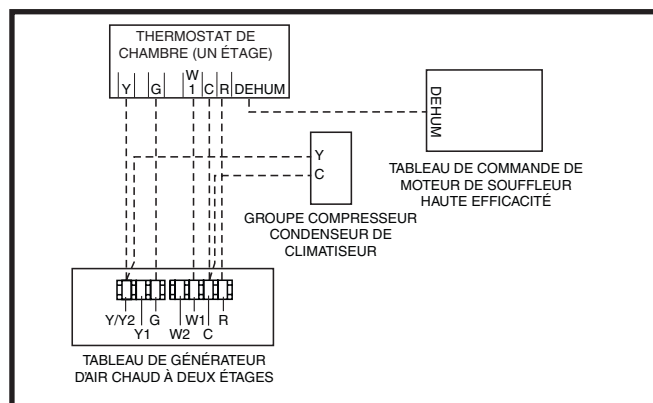 THERMOSTAT DE
CHAMBRE (UN ÉTAGE)
Y G W1 C R DEHUM
DEHUM
Y
C
TABLEAU DE COMMANDE DE
MOTEUR DE SOUFFLEUR
HAUTE EFFICACITÉ
GROUPE COMPRESSEUR
CONDENSEUR DE
CLIMATISEUR
Y/Y2 G W1 R
Y1 W2 C
TABLEAU DE GÉNÉRATEUR
D'AIR CHAUD À DEUX ÉTAGES